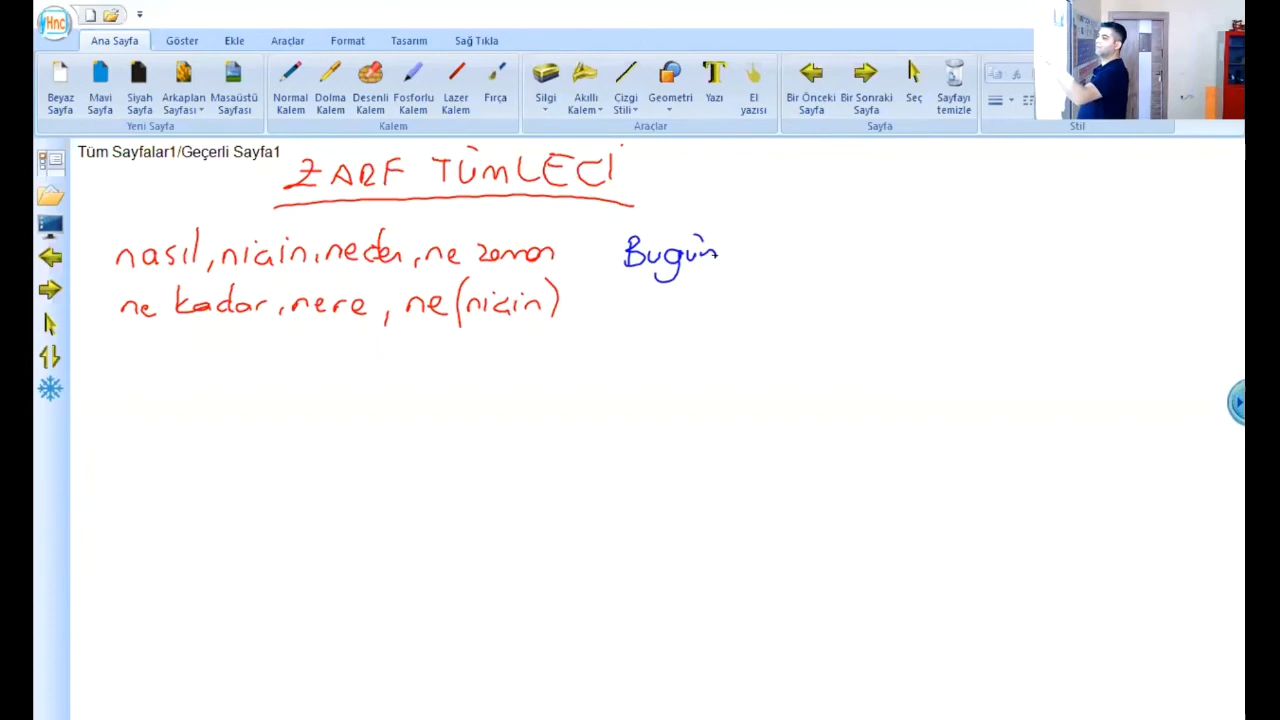 Hnc
Ana Sayfa Göster Ekle Araçlar Format Tasarım Sağ Tıkla
Beyaz Sayfa Mavi Sayfa Siyah Sayfa Arkaplan Sayfası Masaüstü Sayfası Normal Kalem Dolma Kalem Desenli Kalem Fosforlu Kalem Lazer Kalem Fırça Silgi Akıllı Kalem Çizgi Stili Geometri Yazı El yazısı Bir Önceki Sayfa Bir Sonraki Sayfa Seç Sayfayı temizle
Yeni Sayfa Kalem Araçlar Sayfa Stil
Tüm Sayfalar1/Geçerli Sayfa1
ZARF TÜMLECİ
nasıl, niçin, neden, ne zaman Bugün
ne kadar, nere, ne (niçin)